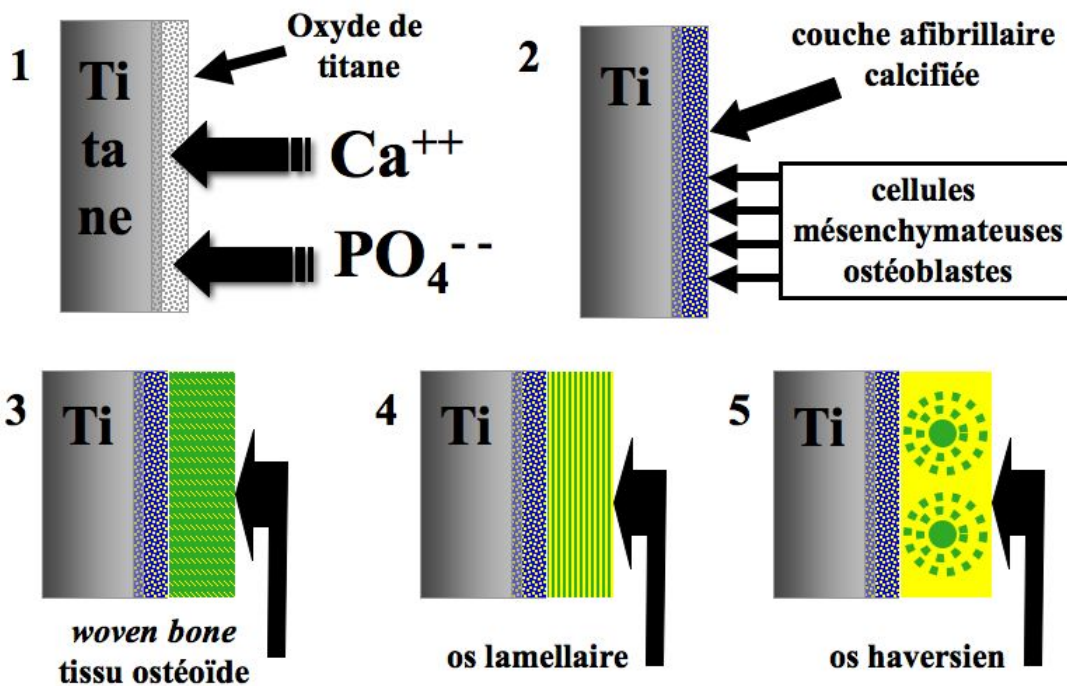 1
Ti
ta
ne
Oxyde de
titane
Ca⁺⁺
PO₄⁻⁻
2
Ti
couche afibrillaire
calcifiée
cellules
mésenchymateuses
ostéoblastes
3
Ti
woven bone
tissu ostéoïde
4
Ti
os lamellaire
5
Ti
os haversien